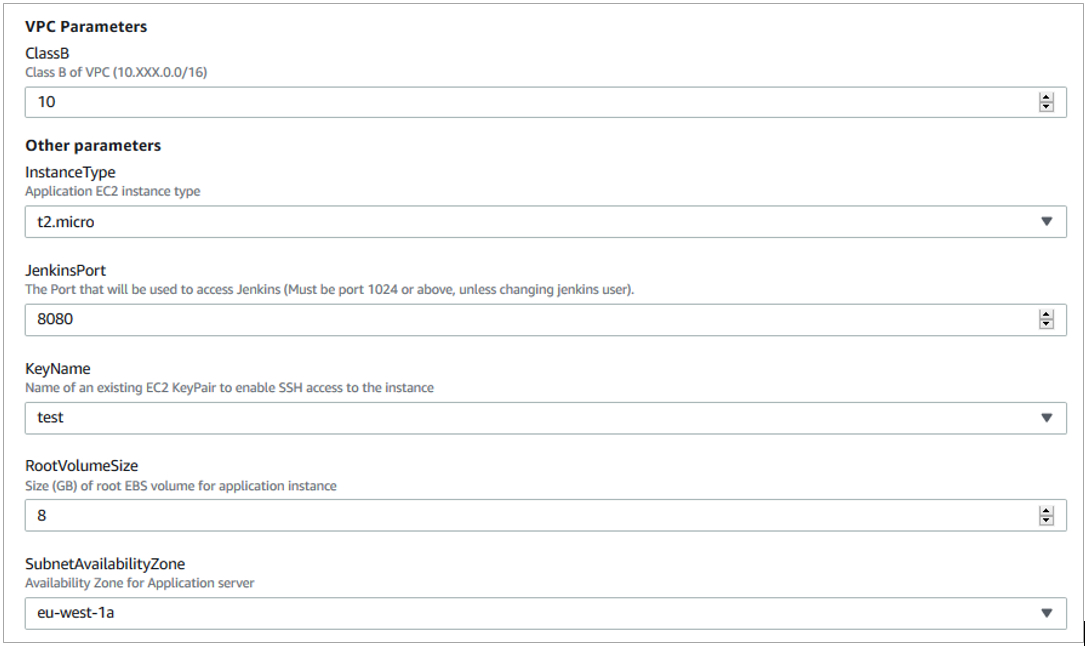 VPC Parameters
ClassB
Class B of VPC (10.XXX.0.0/16)
10
Other parameters
InstanceType
Application EC2 instance type
t2.micro
JenkinsPort
The Port that will be used to access Jenkins (Must be port 1024 or above, unless changing jenkins user).
8080
KeyName
Name of an existing EC2 KeyPair to enable SSH access to the instance
test
RootVolumeSize
Size (GB) of root EBS volume for application instance
8
SubnetAvailabilityZone
Availability Zone for Application server
eu-west-1a